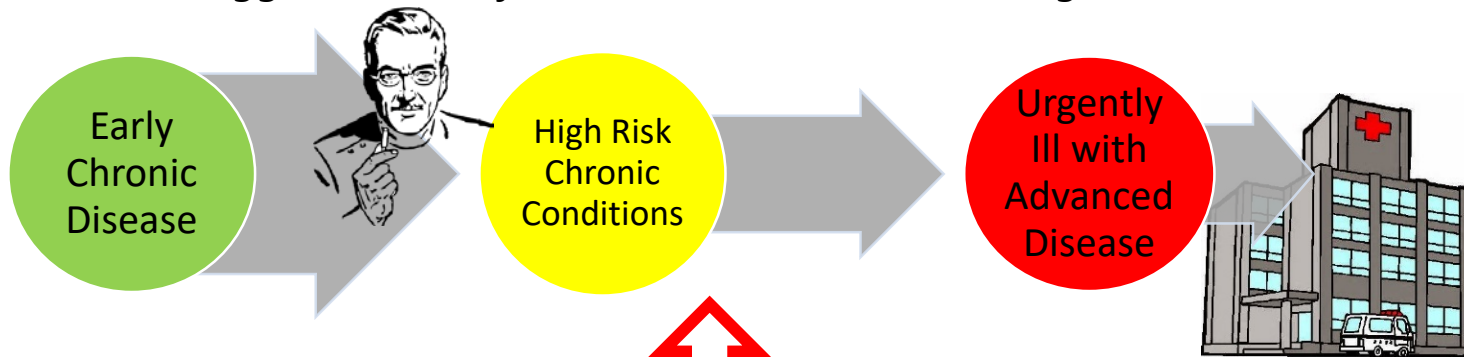 Early
Chronic
Disease
High Risk
Chronic
Conditions
Urgently
Ill with
Advanced
Disease